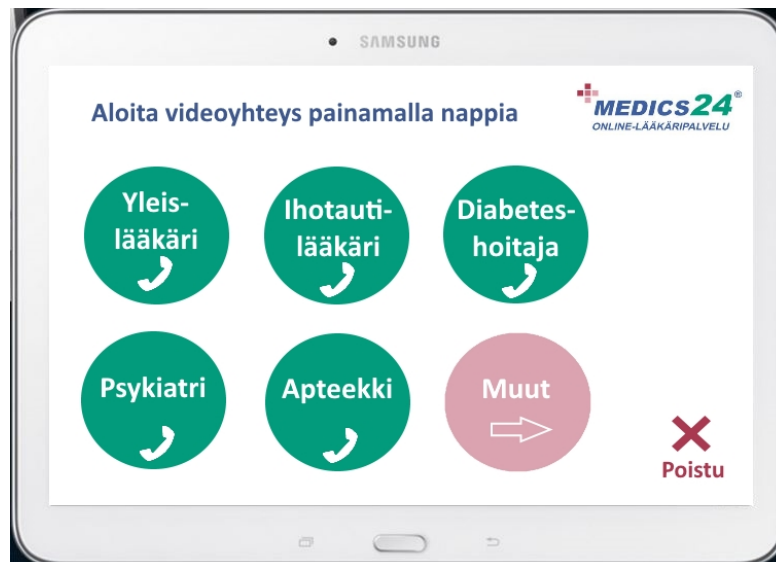 SAMSUNG
Aloita videoyhteys painamalla nappia
MEDICS24®
ONLINE-LÄÄKÄRIPALVELU
Yleis-
lääkäri
Ihotauti-
lääkäri
Diabetes-
hoitaja
Psykiatri
Apteekki
Muut
Poistu